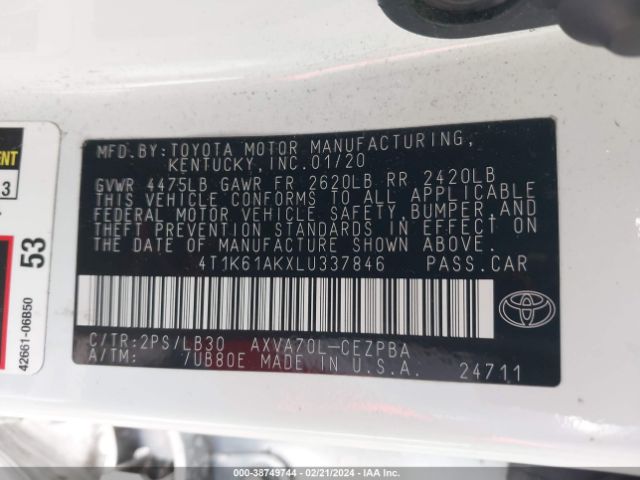 MFD.BY:TOYOTA MOTOR MANUFACTURING,
KENTUCKY,INC.01/20
GVWR 4475LB GAWR FR 2620LB RR 2420LB
THIS VEHICLE CONFORMS TO ALL APPLICABLE
FEDERAL MOTOR VEHICLE SAFETY,BUMPER,AND
THEFT PREVENTION STANDARDS IN EFFECT ON
THE DATE OF MANUFACTURE SHOWN ABOVE.
4T1K61AKXLU337846 PASS.CAR
C/TR:2PS/LB30 AXVA70L-CEZPBA
A/TM: 7UB80E MADE IN U.S.A. 24711
53
42661-06B50
3
000-38749744 - 02/21/2024 - IAA Inc.